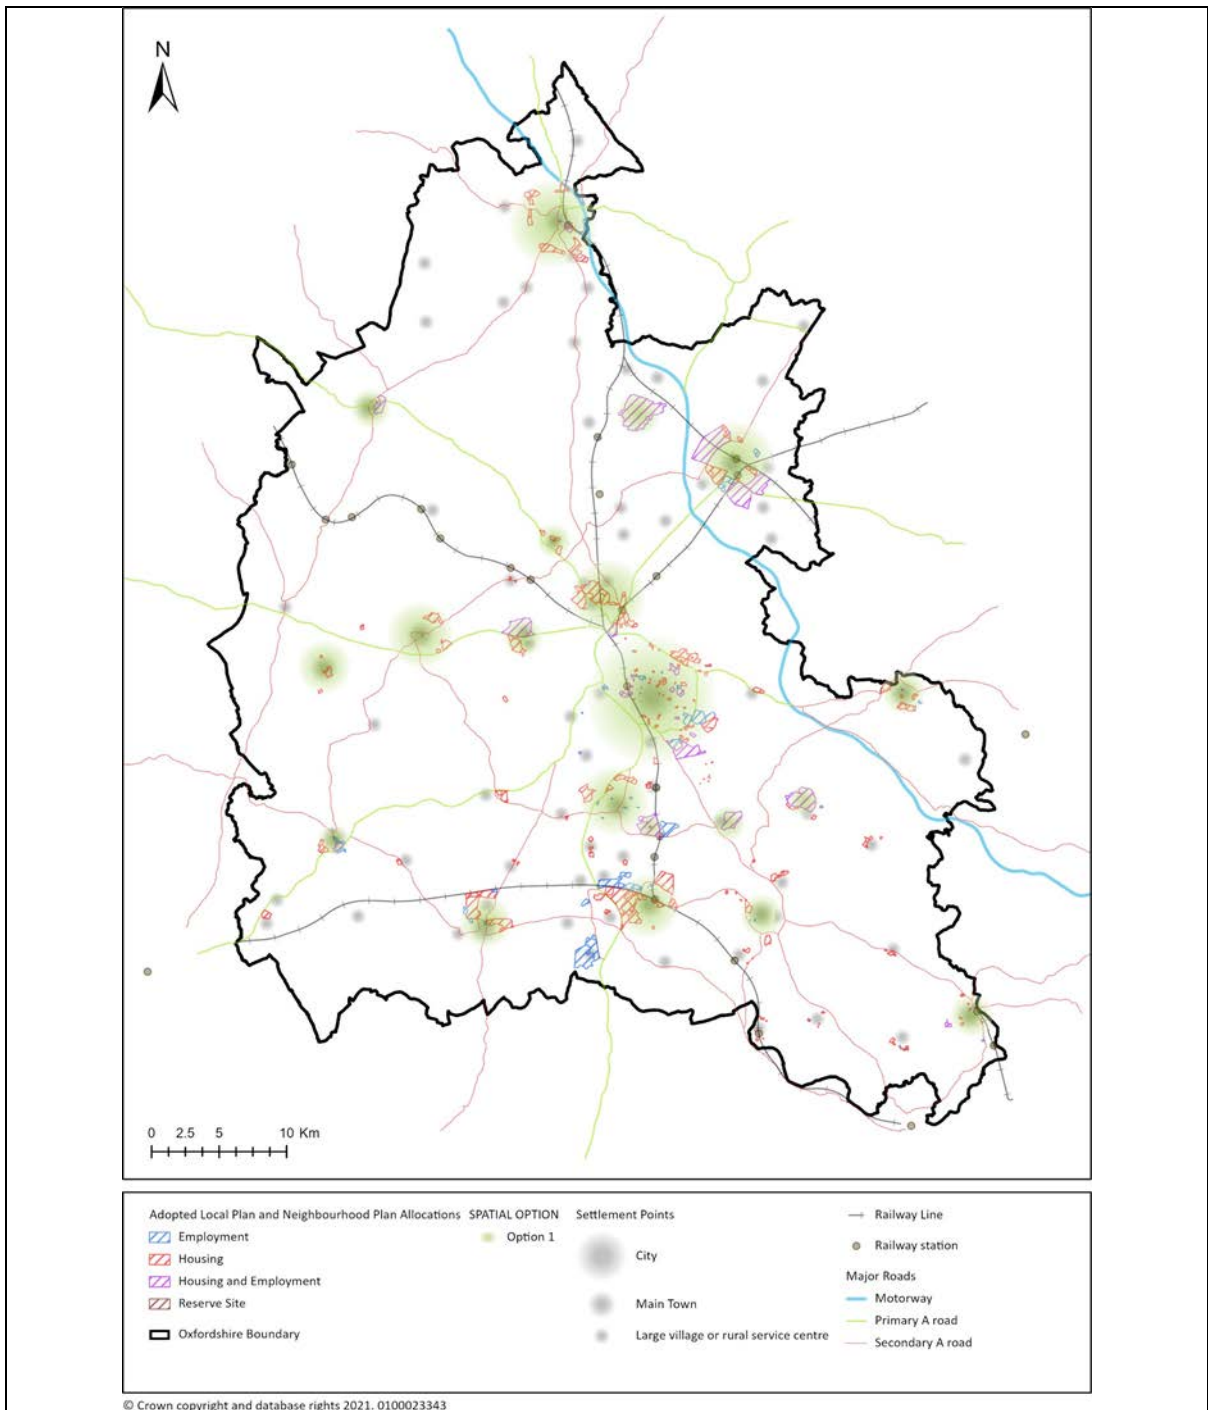 N
0 2.5 5 10 Km
Adopted Local Plan and Neighbourhood Plan Allocations
Employment
Housing
Housing and Employment
Reserve Site
Oxfordshire Boundary
SPATIAL OPTION
Option 1
Settlement Points
City
Main Town
Large village or rural service centre
Railway Line
Railway station
Major Roads
Motorway
Primary A road
Secondary A road
© Crown copyright and database rights 2021. 0100023343